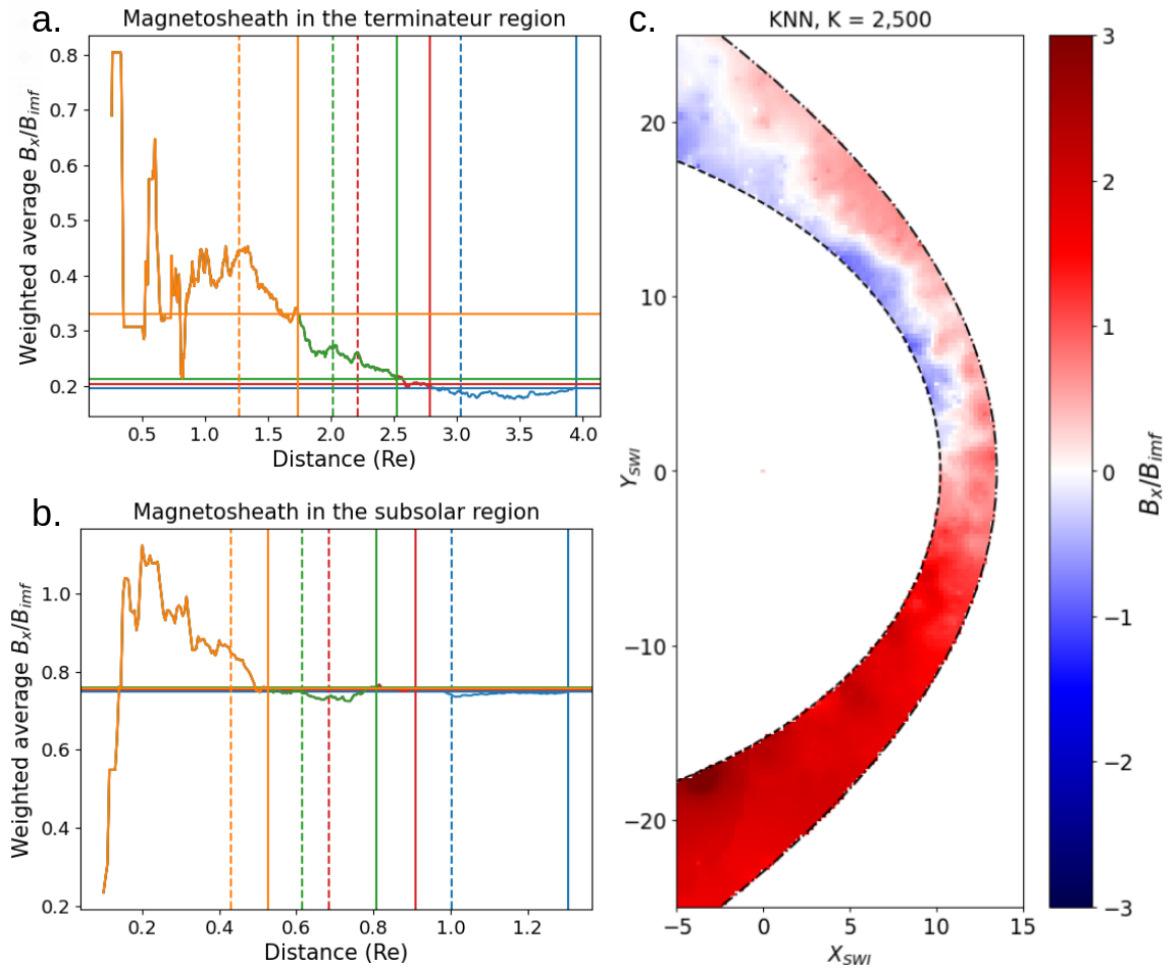 a.
Magnetosheath in the terminateur region
Weighted average B_x/B_imf
0.8
0.7
0.6
0.5
0.4
0.3
0.2
0.5 1.0 1.5 2.0 2.5 3.0 3.5 4.0
Distance (Re)
b.
Magnetosheath in the subsolar region
Weighted average B_x/B_imf
1.0
0.8
0.6
0.4
0.2
0.2 0.4 0.6 0.8 1.0 1.2
Distance (Re)
c.
KNN, K = 2,500
Y_SWI
20
10
0
−10
−20
−5 0 5 10 15
X_SWI
3
2
1
0
−1
−2
−3
B_x/B_imf